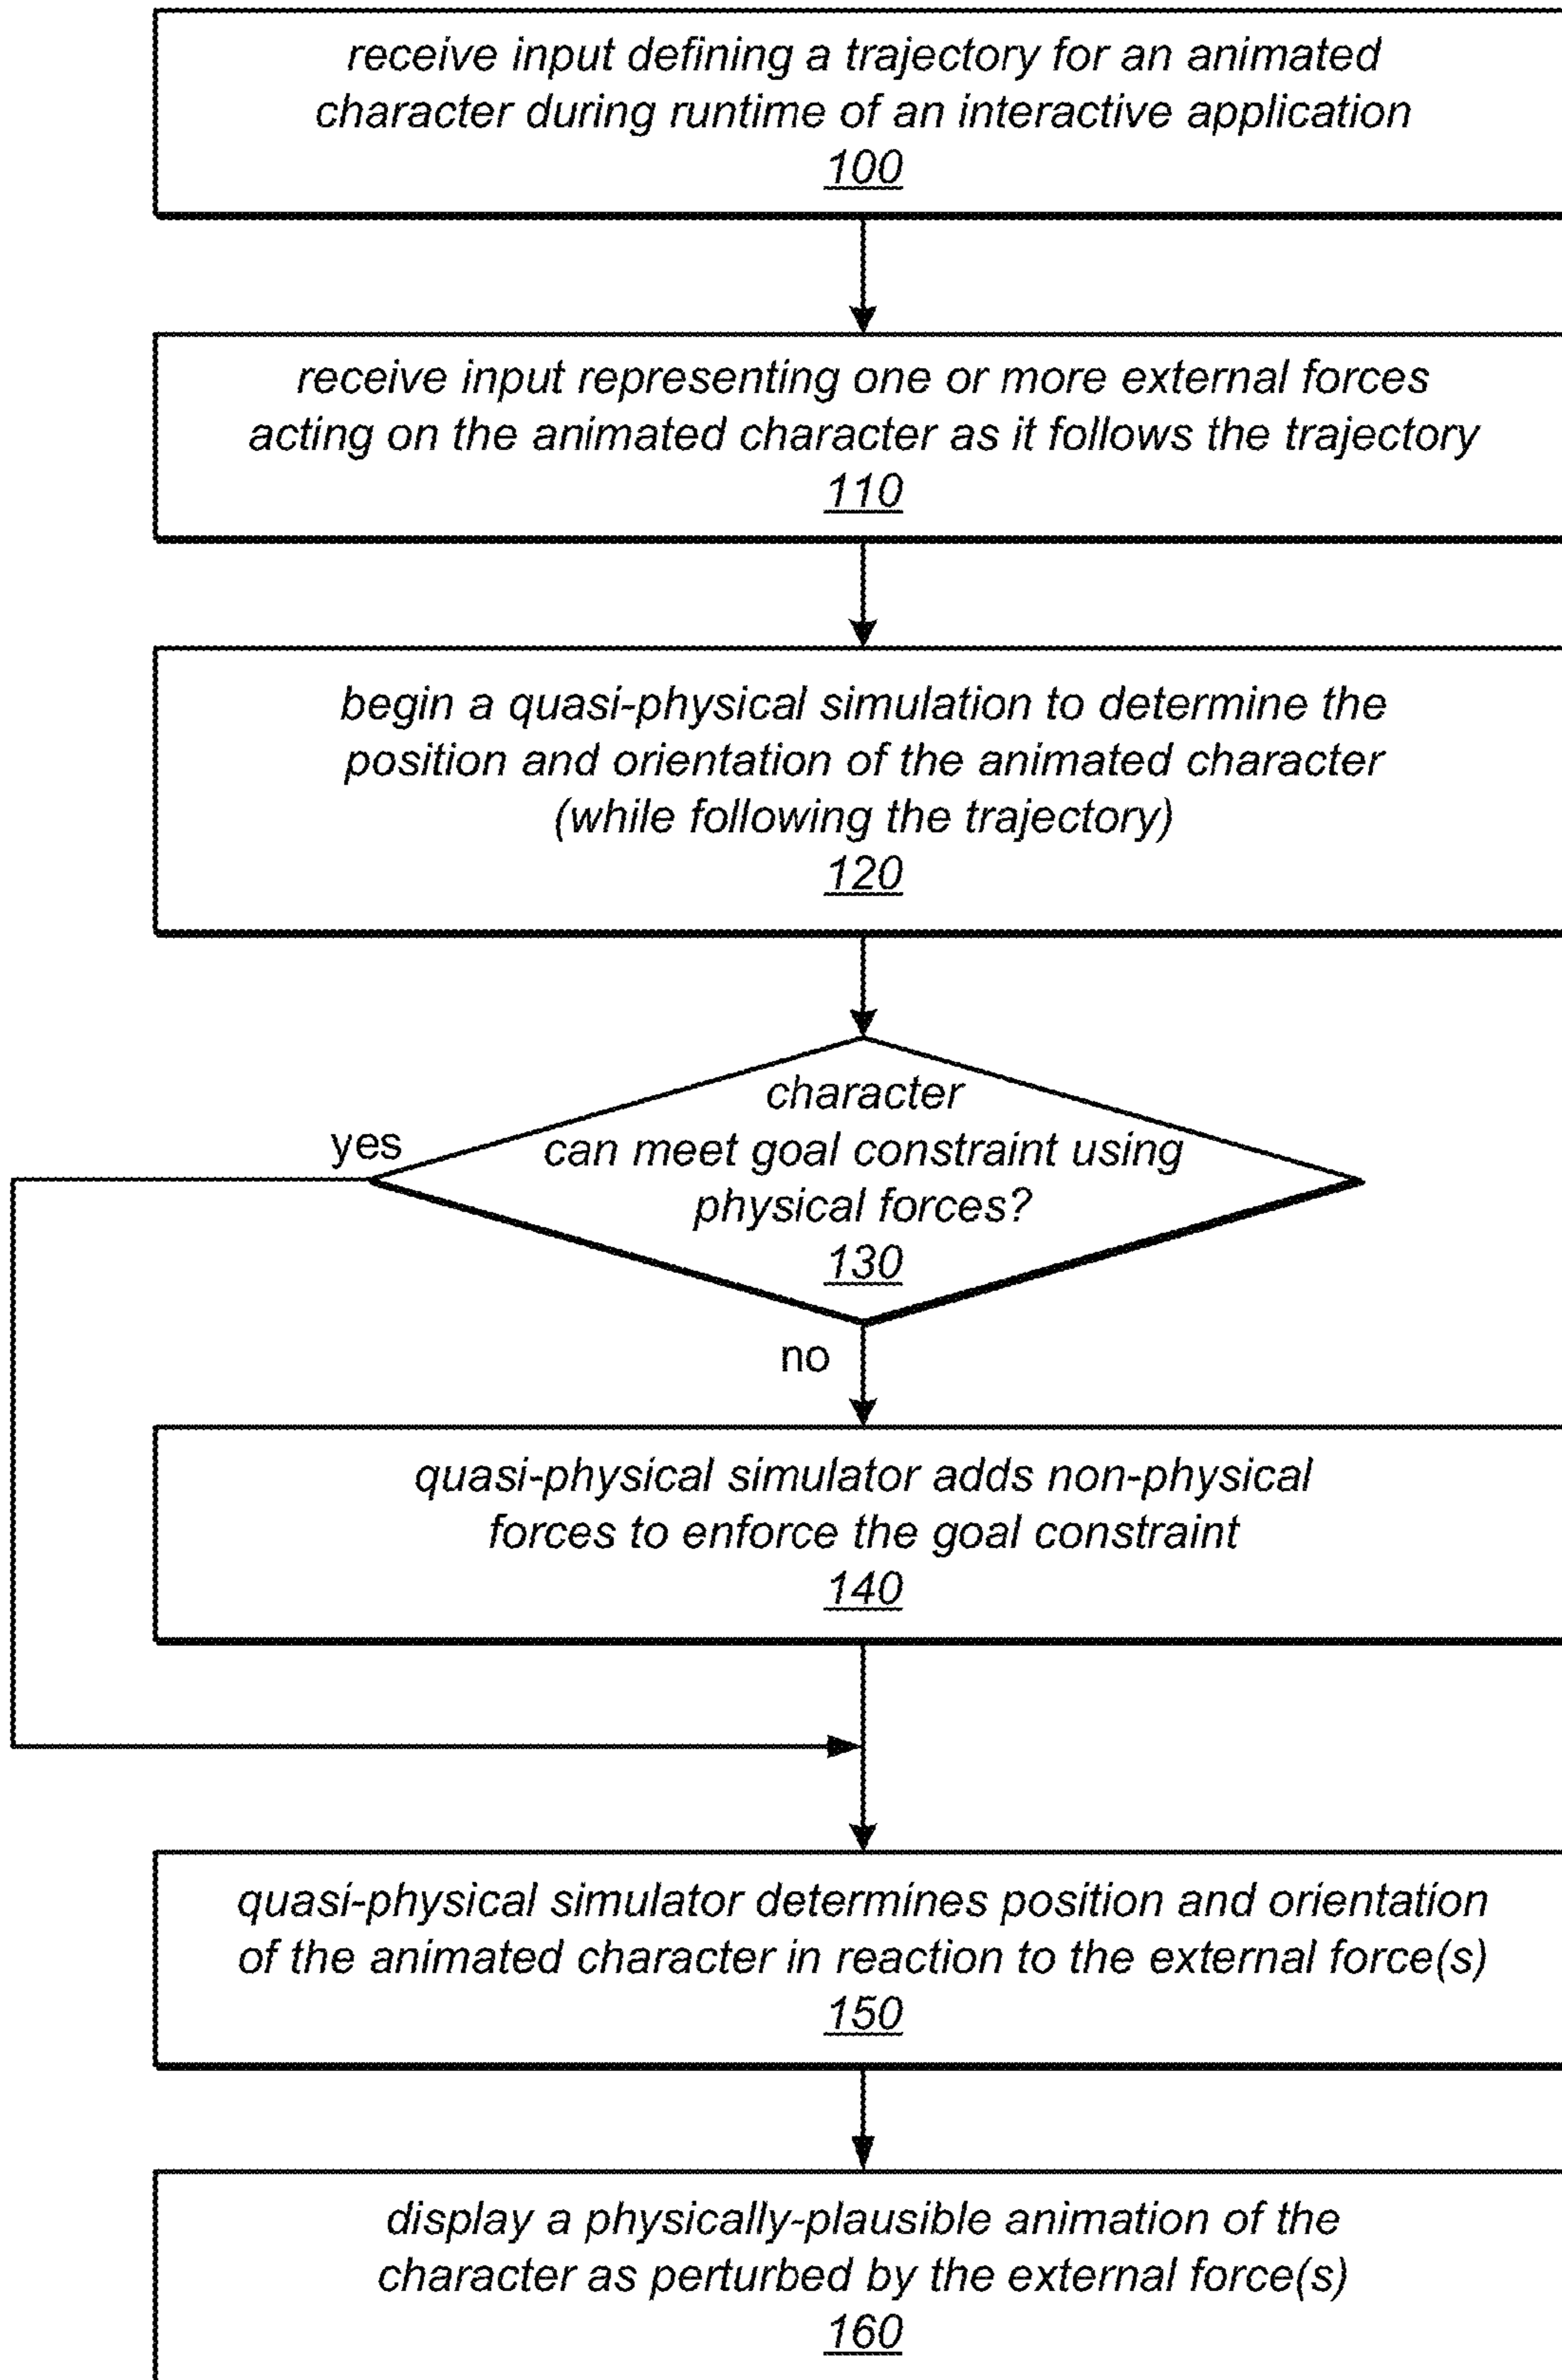 receive input defining a trajectory for an animated
character during runtime of an interactive application
100
receive input representing one or more external forces
acting on the animated character as it follows the trajectory
110
begin a quasi-physical simulation to determine the
position and orientation of the animated character
(while following the trajectory)
120
character
can meet goal constraint using
physical forces?
130
yes
no
quasi-physical simulator adds non-physical
forces to enforce the goal constraint
140
quasi-physical simulator determines position and orientation
of the animated character in reaction to the external force(s)
150
display a physically-plausible animation of the
character as perturbed by the external force(s)
160